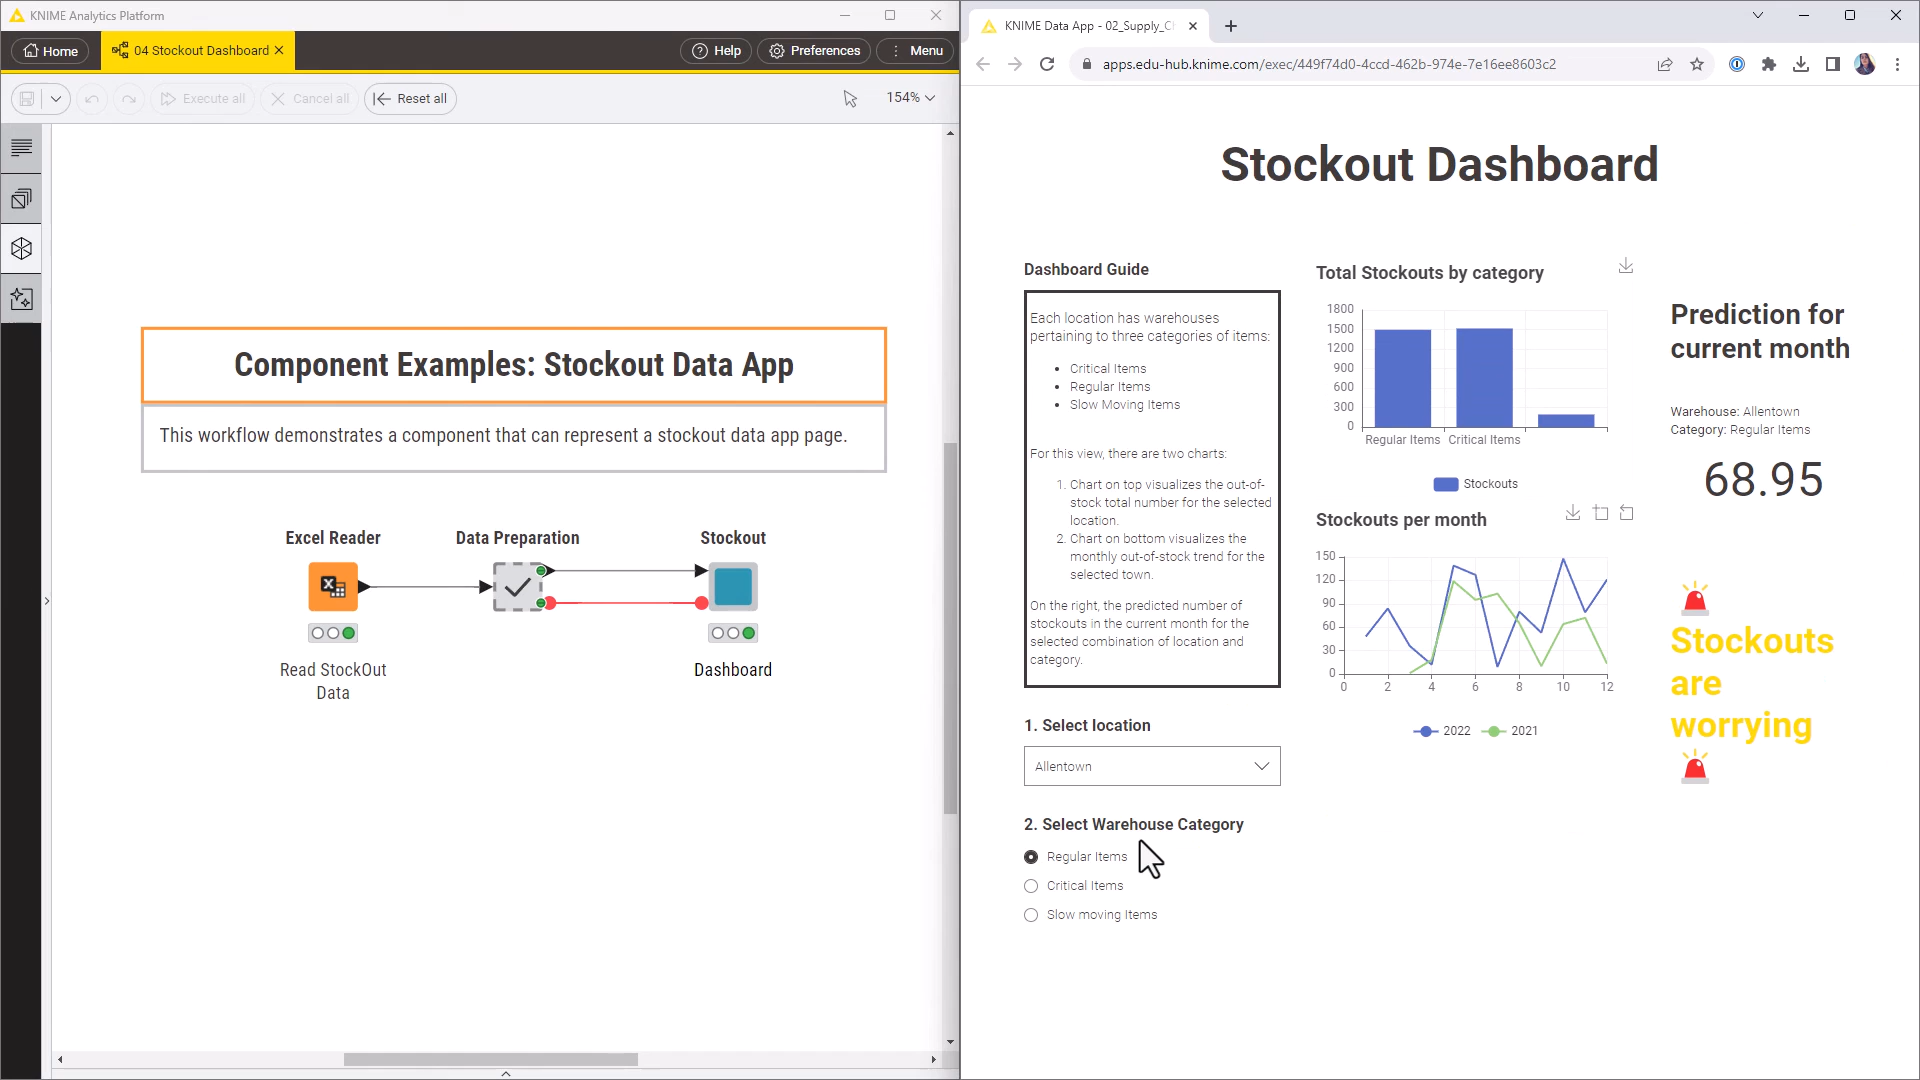 KNIME Analytics Platform
Home
04 Stockout Dashboard
Help
Preferences
Menu
Execute all
Cancel all
Reset all
154%
Component Examples: Stockout Data App
This workflow demonstrates a component that can represent a stockout data app page.
Excel Reader
Data Preparation
Stockout
Read StockOut
Data
Dashboard
KNIME Data App - 02_Supply_C
apps.edu-hub.knime.com/exec/449f74d0-4ccd-462b-974e-7e16ee8603c2
Stockout Dashboard
Dashboard Guide
Each location has warehouses
pertaining to three categories of items:
• Critical Items
• Regular Items
• Slow Moving Items
For this view, there are two charts:
1. Chart on top visualizes the out-of-
stock total number for the selected
location.
2. Chart on bottom visualizes the
monthly out-of-stock trend for the
selected town.
On the right, the predicted number of
stockouts in the current month for the
selected combination of location and
category.
1. Select location
Allentown
2. Select Warehouse Category
Regular Items
Critical Items
Slow moving Items
Total Stockouts by category
1800
1500
1200
900
600
300
0
Regular Items Critical Items
Stockouts
Stockouts per month
150
120
90
60
30
0
0 2 4 6 8 10 12
2022 2021
Prediction for
current month
Warehouse: Allentown
Category: Regular Items
68.95
Stockouts
are
worrying